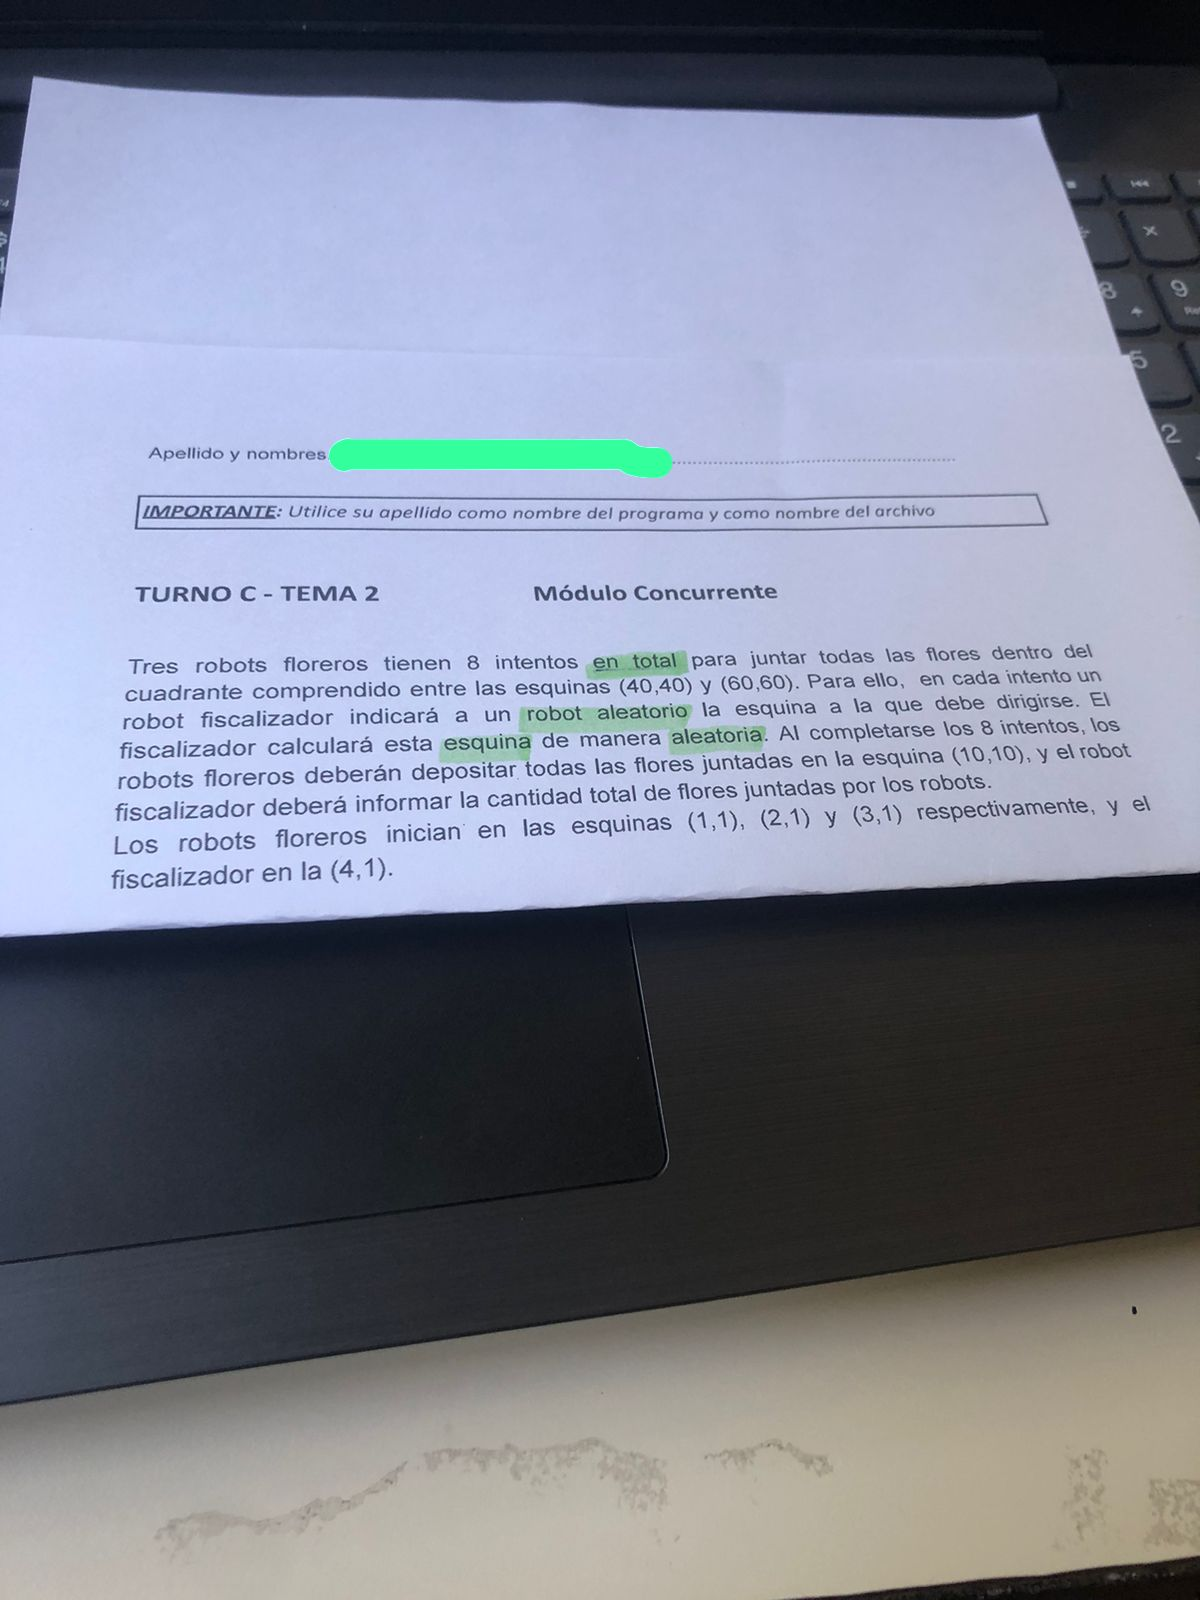 Apellido y nombres
IMPORTANTE: Utilice su apellido como nombre del programa y como nombre del archivo
TURNO C - TEMA 2 Módulo Concurrente
Tres robots floreros tienen 8 intentos en total para juntar todas las flores dentro del
cuadrante comprendido entre las esquinas (40,40) y (60,60). Para ello, en cada intento un
robot fiscalizador indicará a un robot aleatorio la esquina a la que debe dirigirse. El
fiscalizador calculará esta esquina de manera aleatoria. Al completarse los 8 intentos, los
robots floreros deberán depositar todas las flores juntadas en la esquina (10,10), y el robot
fiscalizador deberá informar la cantidad total de flores juntadas por los robots.
Los robots floreros inician en las esquinas (1,1), (2,1) y (3,1) respectivamente, y el
fiscalizador en la (4,1).
8
9
5
2